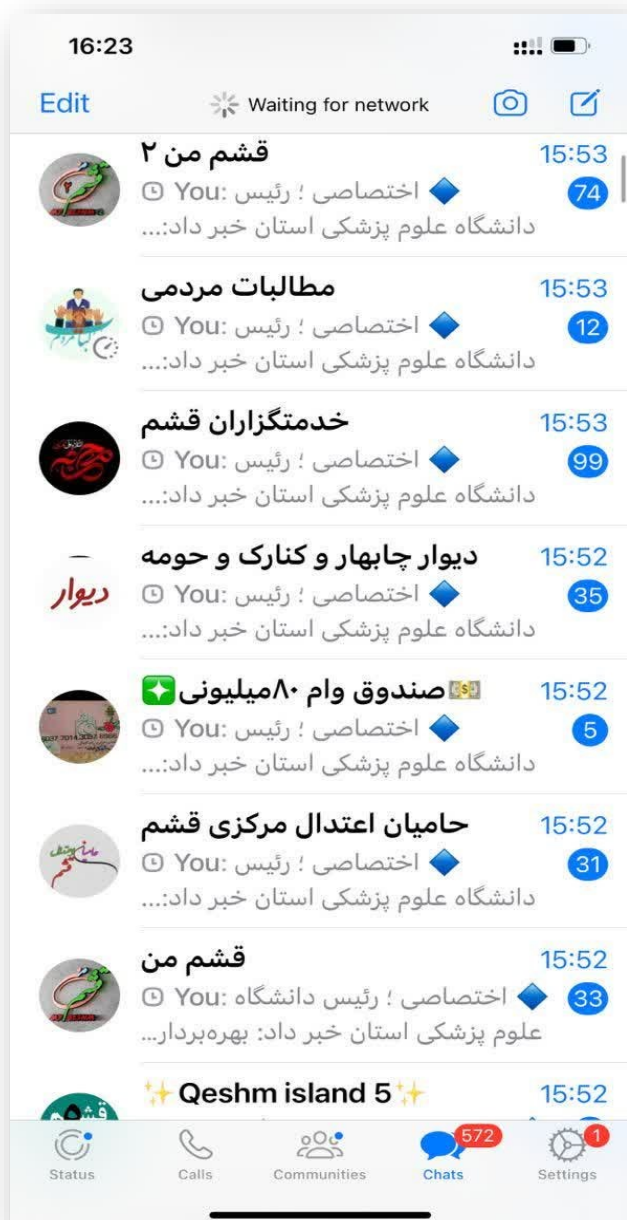 16:23
Edit
Waiting for network
قشم من ۲
15:53
You: 🔷 اختصاصی ؛ رئیس
74
دانشگاه علوم پزشکی استان خبر داد:...
مطالبات مردمی
15:53
You: 🔷 اختصاصی ؛ رئیس
12
دانشگاه علوم پزشکی استان خبر داد:...
خدمتگزاران قشم
15:53
You: 🔷 اختصاصی ؛ رئیس
99
دانشگاه علوم پزشکی استان خبر داد:...
دیوار چابهار و کنارک و حومه
15:52
دیوار
You: 🔷 اختصاصی ؛ رئیس
35
دانشگاه علوم پزشکی استان خبر داد:...
💵صندوق وام ۸۰میلیونی❇️
15:52
You: 🔷 اختصاصی ؛ رئیس
5
دانشگاه علوم پزشکی استان خبر داد:...
حامیان اعتدال مرکزی قشم
15:52
You: 🔷 اختصاصی ؛ رئیس
31
دانشگاه علوم پزشکی استان خبر داد:...
قشم من
15:52
You: 🔷 اختصاصی ؛ رئیس دانشگاه
33
علوم پزشکی استان خبر داد: بهره‌بردار...
✨Qeshm island 5✨
15:52
572
1
Status
Calls
Communities
Chats
Settings